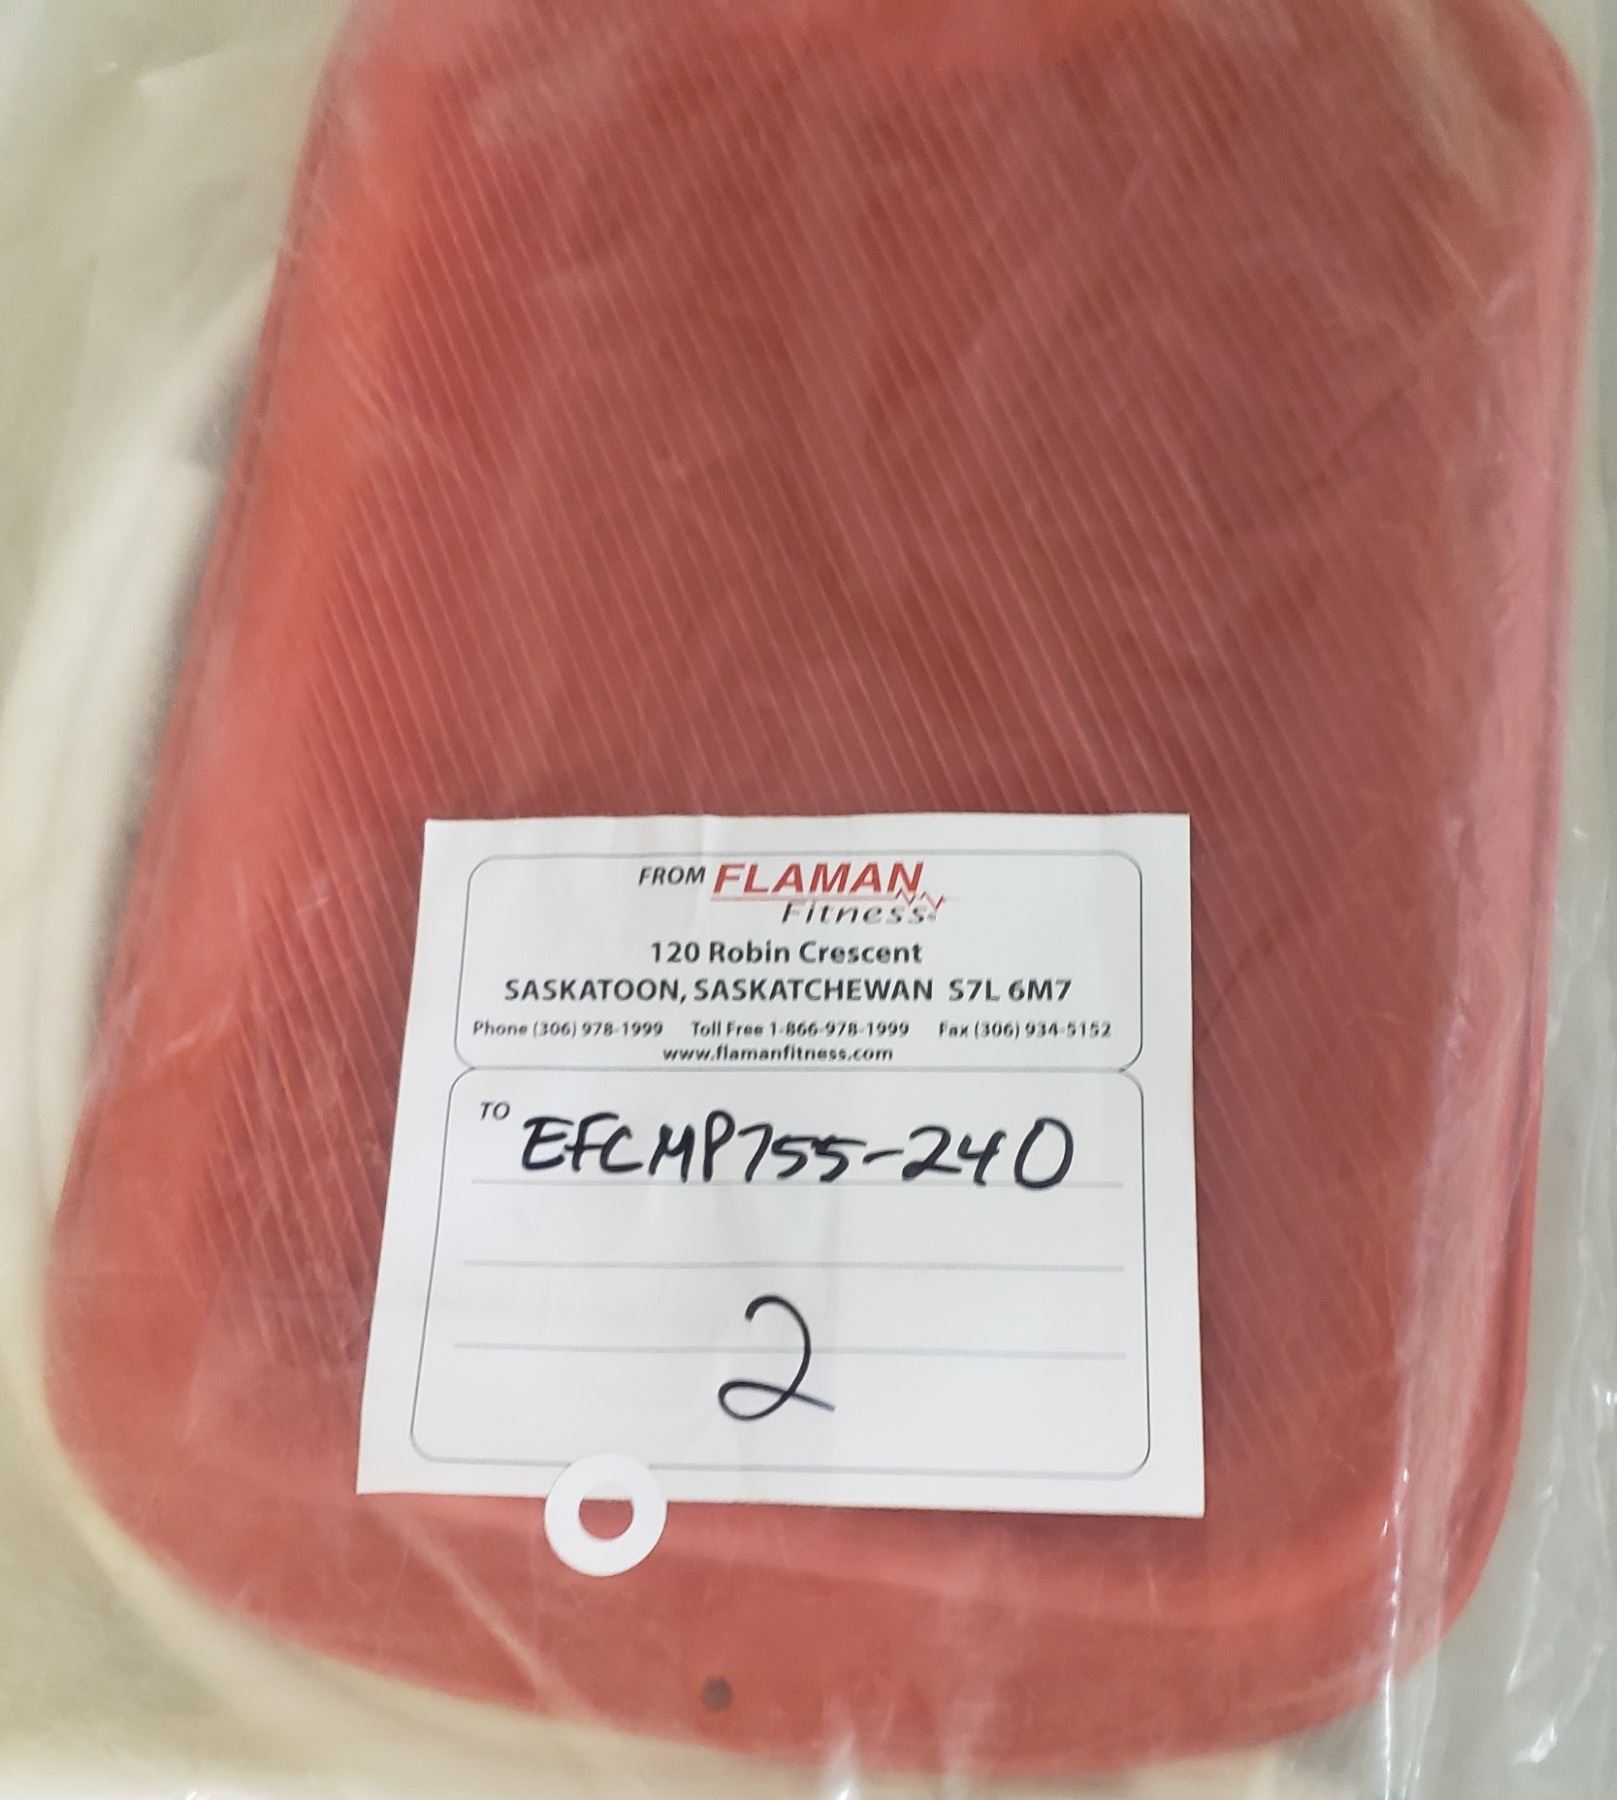 FROM FLAMAN
Fitness
120 Robin Crescent
SASKATOON, SASKATCHEWAN S7L 6M7
Phone (306) 978-1999 Toll Free 1-866-978-1999 Fax (306) 934-5152
www.flamanfitness.com
TO EFCMP755-240
2